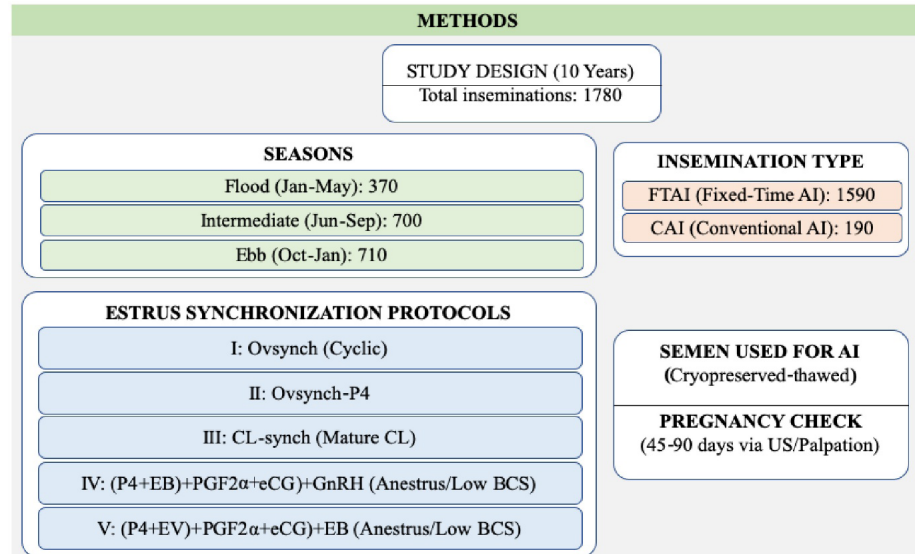 METHODS
STUDY DESIGN (10 Years)
Total inseminations: 1780
SEASONS
Flood (Jan-May): 370
Intermediate (Jun-Sep): 700
Ebb (Oct-Jan): 710
INSEMINATION TYPE
FTAI (Fixed-Time AI): 1590
CAI (Conventional AI): 190
ESTRUS SYNCHRONIZATION PROTOCOLS
I: Ovsynch (Cyclic)
II: Ovsynch-P4
III: CL-synch (Mature CL)
IV: (P4+EB)+PGF2α+eCG)+GnRH (Anestrus/Low BCS)
V: (P4+EV)+PGF2α+eCG)+EB (Anestrus/Low BCS)
SEMEN USED FOR AI
(Cryopreserved-thawed)
PREGNANCY CHECK
(45-90 days via US/Palpation)